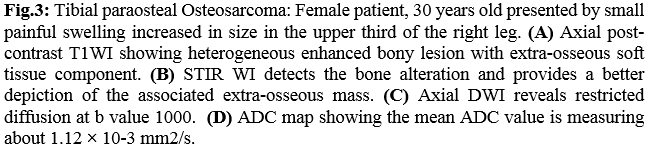 Fig.3: Tibial paraosteal Osteosarcoma: Female patient, 30 years old presented by small
painful swelling increased in size in the upper third of the right leg. (A) Axial post-
contrast T1WI showing heterogeneous enhanced bony lesion with extra-osseous soft
tissue component. (B) STIR WI detects the bone alteration and provides a better
depiction of the associated extra-osseous mass. (C) Axial DWI reveals restricted
diffusion at b value 1000. (D) ADC map showing the mean ADC value is measuring
about 1.12 × 10-3 mm2/s.